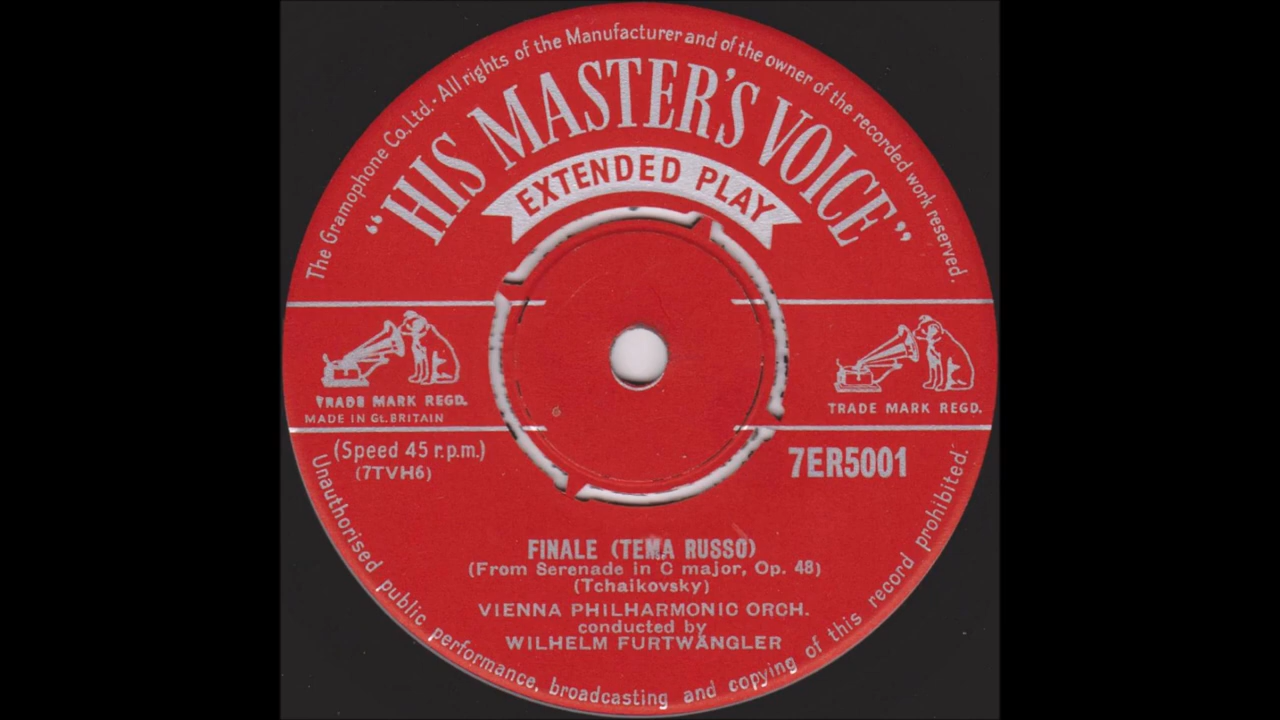 The Gramophone Co. Ltd. · All rights of the Manufacturer and of the owner of the recorded work reserved.
“HIS MASTER'S VOICE”
EXTENDED PLAY
TRADE MARK REGD.
MADE IN Gt. BRITAIN
TRADE MARK REGD.
(Speed 45 r.p.m.)
(7TVH6)
7ER5001
FINALE (TEMA RUSSO)
(From Serenade in C major, Op. 48)
(Tchaikovsky)
VIENNA PHILHARMONIC ORCH.
conducted by
WILHELM FURTWÄNGLER
Unauthorised public performance, broadcasting and copying of this record prohibited.